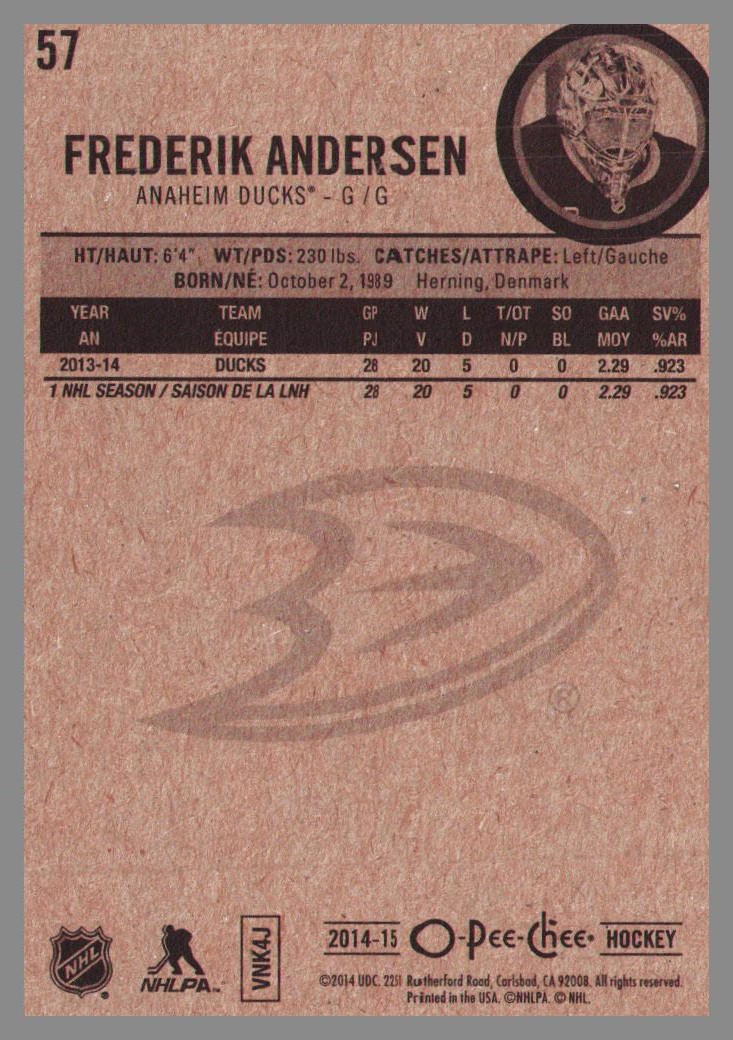 57
FREDERIK ANDERSEN
ANAHEIM DUCKS® - G / G
HT/HAUT: 6'4" WT/PDS: 230 lbs. CATCHES/ATTRAPE: Left/Gauche
BORN/NÉ: October 2, 1989 Herning, Denmark
YEAR TEAM GP W L T/OT SO GAA SV%
AN ÉQUIPE PJ V D N/P BL MOY %AR
2013-14 DUCKS 28 20 5 0 0 2.29 .923
1 NHL SEASON / SAISON DE LA LNH 28 20 5 0 0 2.29 .923
®
NHL ®
NHLPA™
VNK4J
2014-15 O-Pee-Chee® HOCKEY
©2014 UDC. 2251 Rutherford Road, Carlsbad, CA 92008. All rights reserved.
Printed in the USA. ©NHLPA. © NHL.